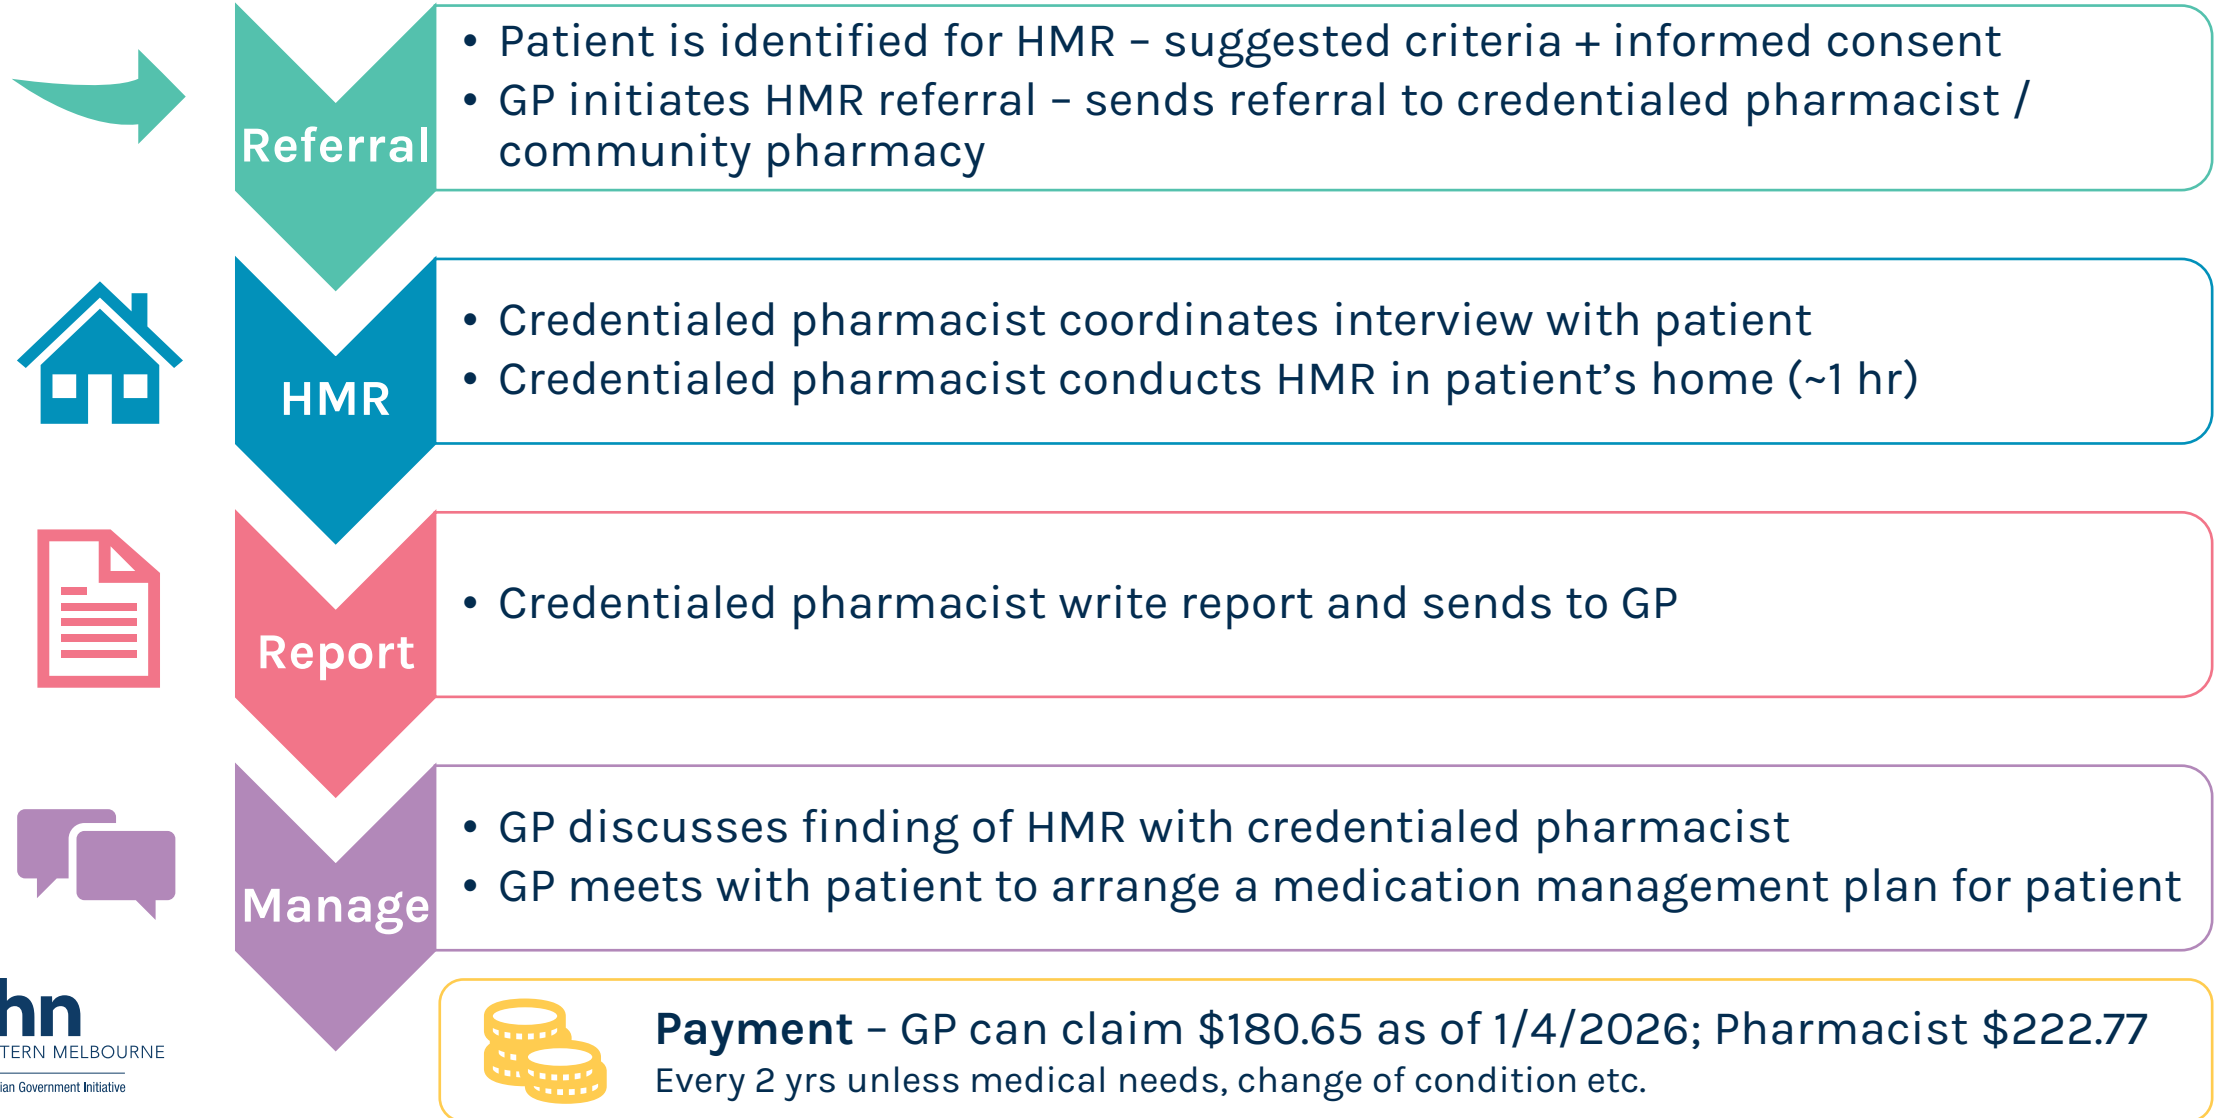 • Patient is identified for HMR – suggested criteria + informed consent
• GP initiates HMR referral – sends referral to credentialed pharmacist /
community pharmacy
Referral
• Credentialed pharmacist coordinates interview with patient
• Credentialed pharmacist conducts HMR in patient's home (~1 hr)
HMR
• Credentialed pharmacist write report and sends to GP
Report
• GP discusses finding of HMR with credentialed pharmacist
• GP meets with patient to arrange a medication management plan for patient
Manage
hn
TERN MELBOURNE
ian Government Initiative
Payment – GP can claim $180.65 as of 1/4/2026; Pharmacist $222.77
Every 2 yrs unless medical needs, change of condition etc.